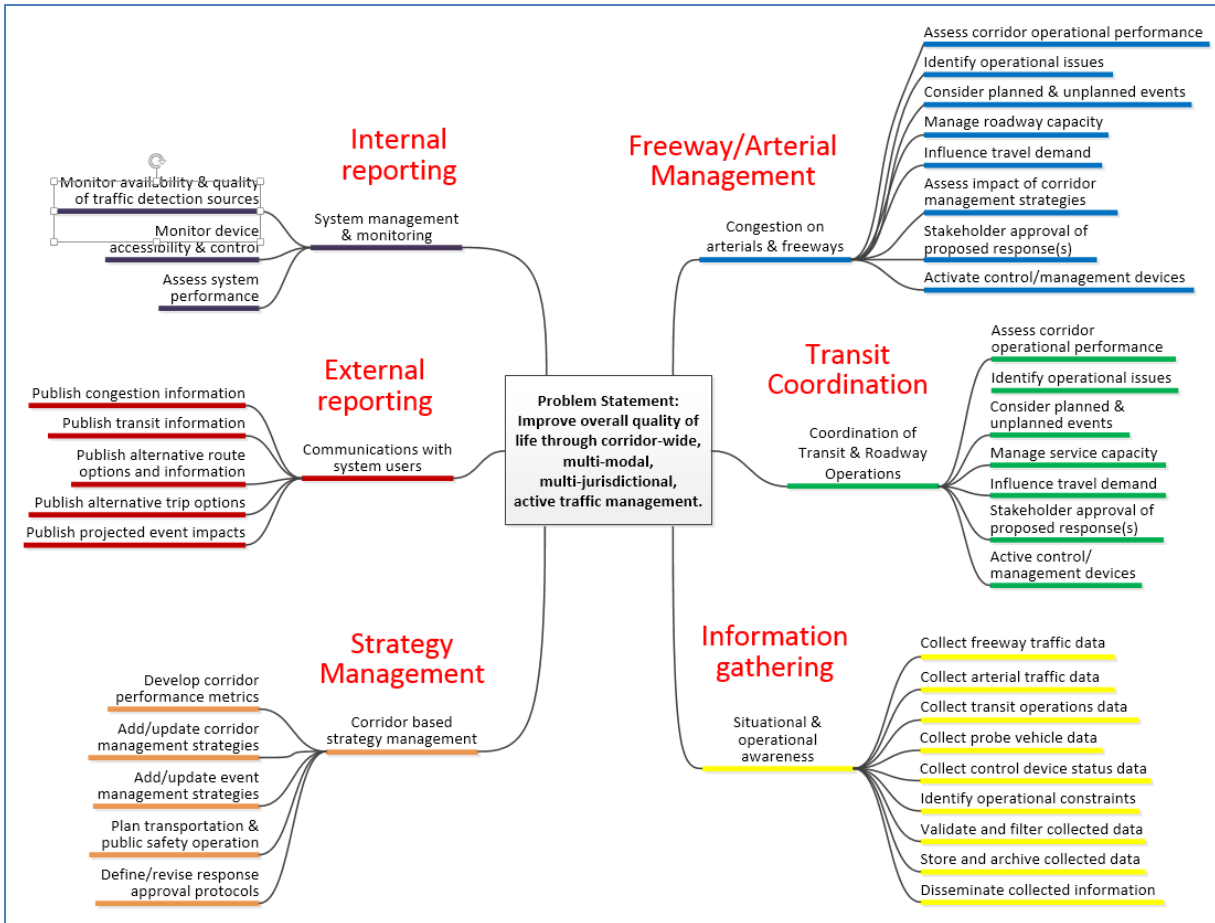 Internal
reporting
System management
& monitoring
Monitor availability & quality
of traffic detection sources
Monitor device
accessibility & control
Assess system
performance
External
reporting
Communications with
system users
Publish congestion information
Publish transit information
Publish alternative route
options and information
Publish alternative trip options
Publish projected event impacts
Strategy
Management
Corridor based
strategy management
Develop corridor
performance metrics
Add/update corridor
management strategies
Add/update event
management strategies
Plan transportation &
public safety operation
Define/revise response
approval protocols
Problem Statement:
Improve overall quality of
life through corridor-wide,
multi-modal,
multi-jurisdictional,
active traffic management.
Freeway/Arterial
Management
Congestion on
arterials & freeways
Assess corridor operational performance
Identify operational issues
Consider planned & unplanned events
Manage roadway capacity
Influence travel demand
Assess impact of corridor
management strategies
Stakeholder approval of
proposed response(s)
Activate control/management devices
Transit
Coordination
Coordination of
Transit & Roadway
Operations
Assess corridor
operational performance
Identify operational issues
Consider planned &
unplanned events
Manage service capacity
Influence travel demand
Stakeholder approval of
proposed response(s)
Active control/
management devices
Information
gathering
Situational &
operational
awareness
Collect freeway traffic data
Collect arterial traffic data
Collect transit operations data
Collect probe vehicle data
Collect control device status data
Identify operational constraints
Validate and filter collected data
Store and archive collected data
Disseminate collected information